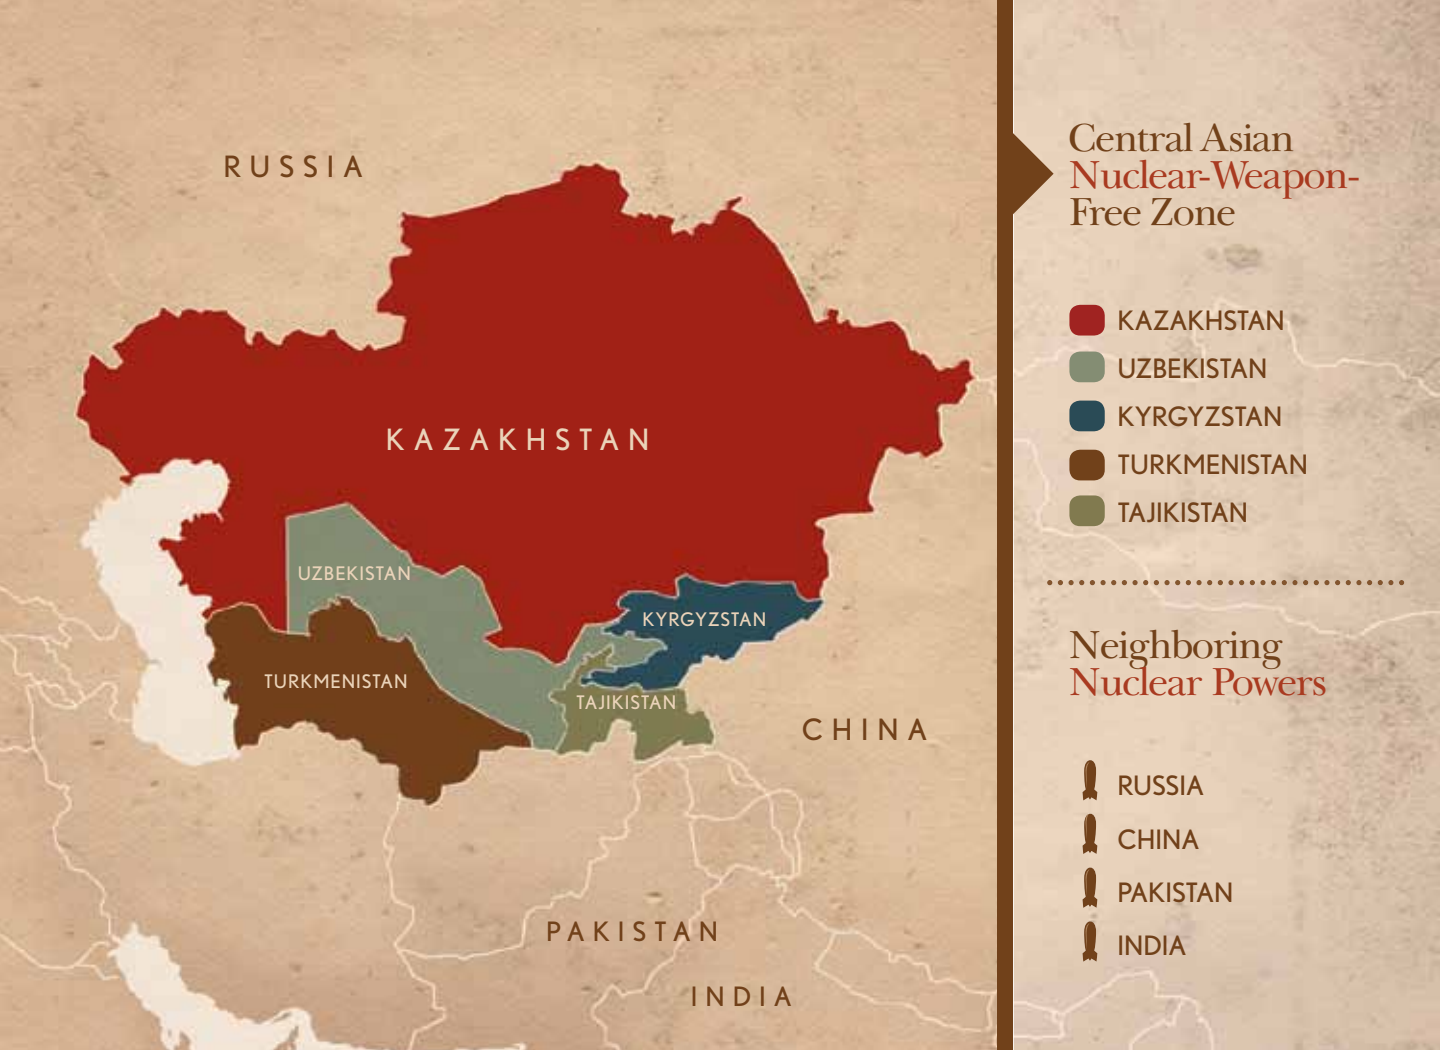 RUSSIA
KAZAKHSTAN
UZBEKISTAN
KYRGYZSTAN
TURKMENISTAN
TAJIKISTAN
CHINA
PAKISTAN
INDIA
Central Asian
Nuclear-Weapon-
Free Zone
KAZAKHSTAN
UZBEKISTAN
KYRGYZSTAN
TURKMENISTAN
TAJIKISTAN
Neighboring
Nuclear Powers
RUSSIA
CHINA
PAKISTAN
INDIA